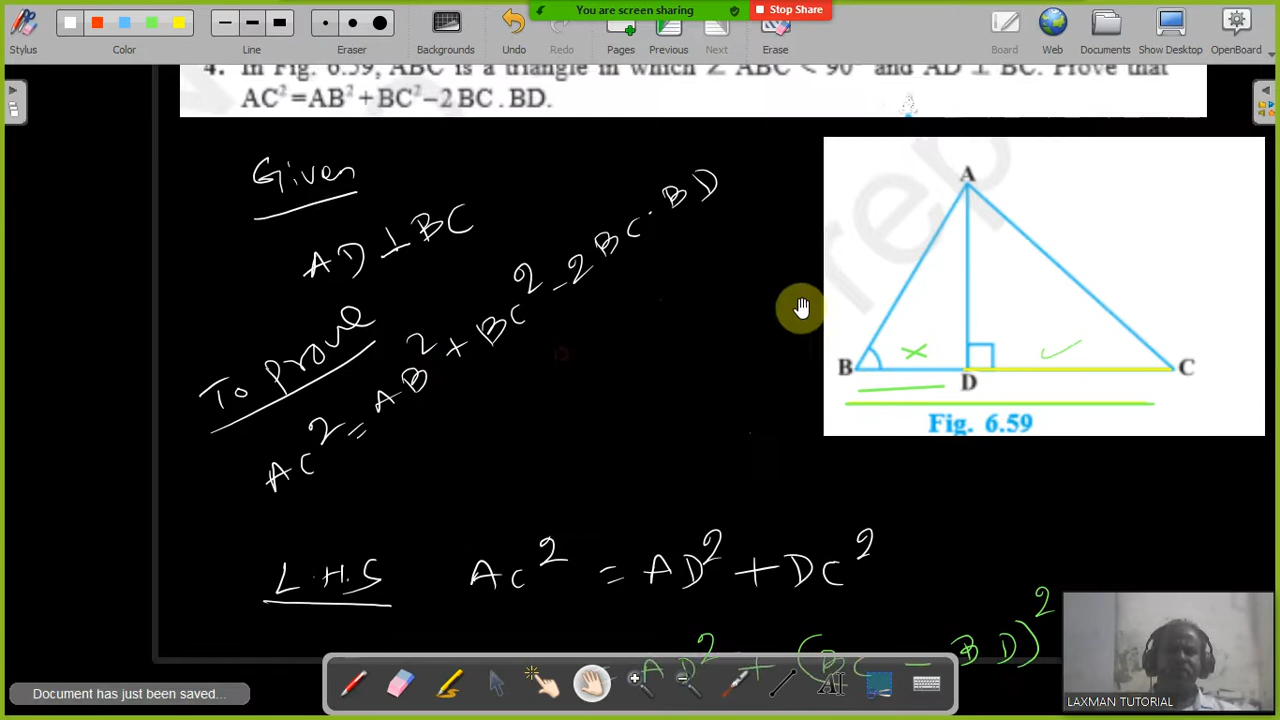 You are screen sharing
Stop Share
Stylus
Color
Line
Eraser
Backgrounds
Undo
Redo
Pages
Previous
Next
Erase
Board
Web
Documents
Show Desktop
OpenBoard
4. In Fig. 6.59, ABC is a triangle in which ∠ ABC < 90° and AD ⊥ BC. Prove that
AC² = AB² + BC² – 2 BC . BD.
Given
AD ⊥ BC
To Prove
AC² = AB² + BC² - 2BC · BD
A
B
D
C
Fig. 6.59
L.H.S AC² = AD² + DC²
= AD² + (BC - BD)²
Document has just been saved
LAXMAN TUTORIAL